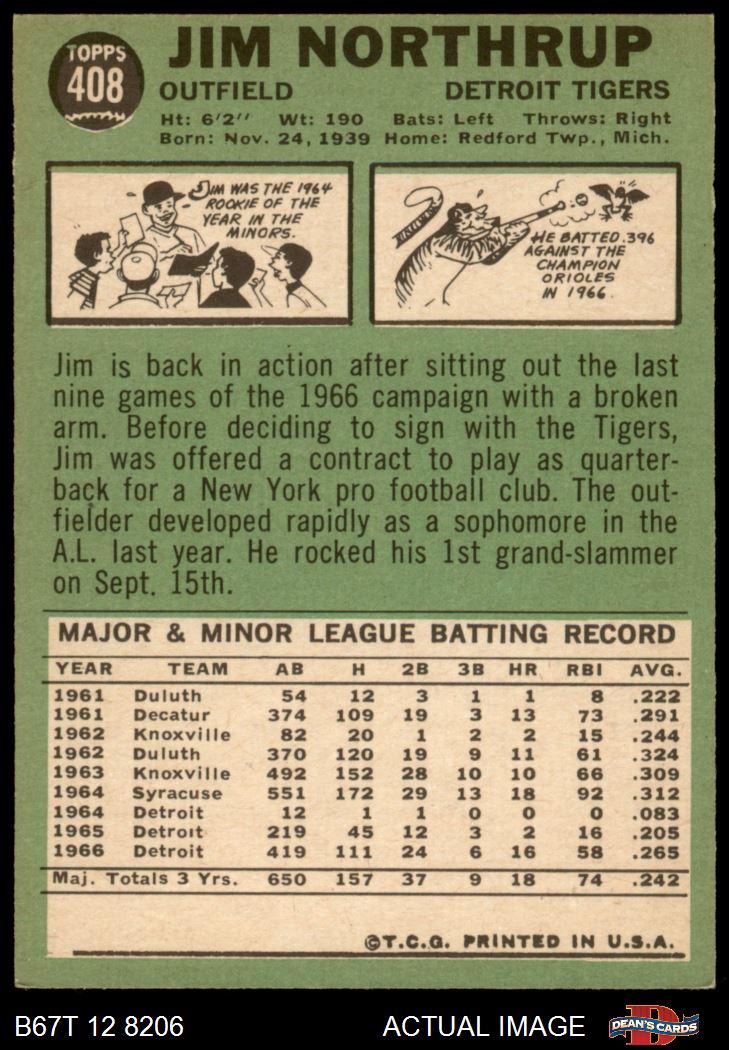 TOPPS
408
JIM NORTHRUP
OUTFIELD DETROIT TIGERS
Ht: 6'2" Wt: 190 Bats: Left Throws: Right
Born: Nov. 24, 1939 Home: Redford Twp., Mich.
JIM WAS THE 1964
ROOKIE OF THE
YEAR IN THE
MINORS.
HE BATTED .396
AGAINST THE
CHAMPION
ORIOLES
IN 1966.
Jim is back in action after sitting out the last
nine games of the 1966 campaign with a broken
arm. Before deciding to sign with the Tigers,
Jim was offered a contract to play as quarter-
back for a New York pro football club. The out-
fielder developed rapidly as a sophomore in the
A.L. last year. He rocked his 1st grand-slammer
on Sept. 15th.
MAJOR & MINOR LEAGUE BATTING RECORD
YEAR TEAM AB H 2B 3B HR RBI AVG.
1961 Duluth 54 12 3 1 1 8 .222
1961 Decatur 374 109 19 3 13 73 .291
1962 Knoxville 82 20 1 2 2 15 .244
1962 Duluth 370 120 19 9 11 61 .324
1963 Knoxville 492 152 28 10 10 66 .309
1964 Syracuse 551 172 29 13 18 92 .312
1964 Detroit 12 1 1 0 0 0 .083
1965 Detroit 219 45 12 3 2 16 .205
1966 Detroit 419 111 24 6 16 58 .265
Maj. Totals 3 Yrs. 650 157 37 9 18 74 .242
©T.C.G. PRINTED IN U.S.A.
B67T 12 8206 ACTUAL IMAGE DEAN'S CARDS